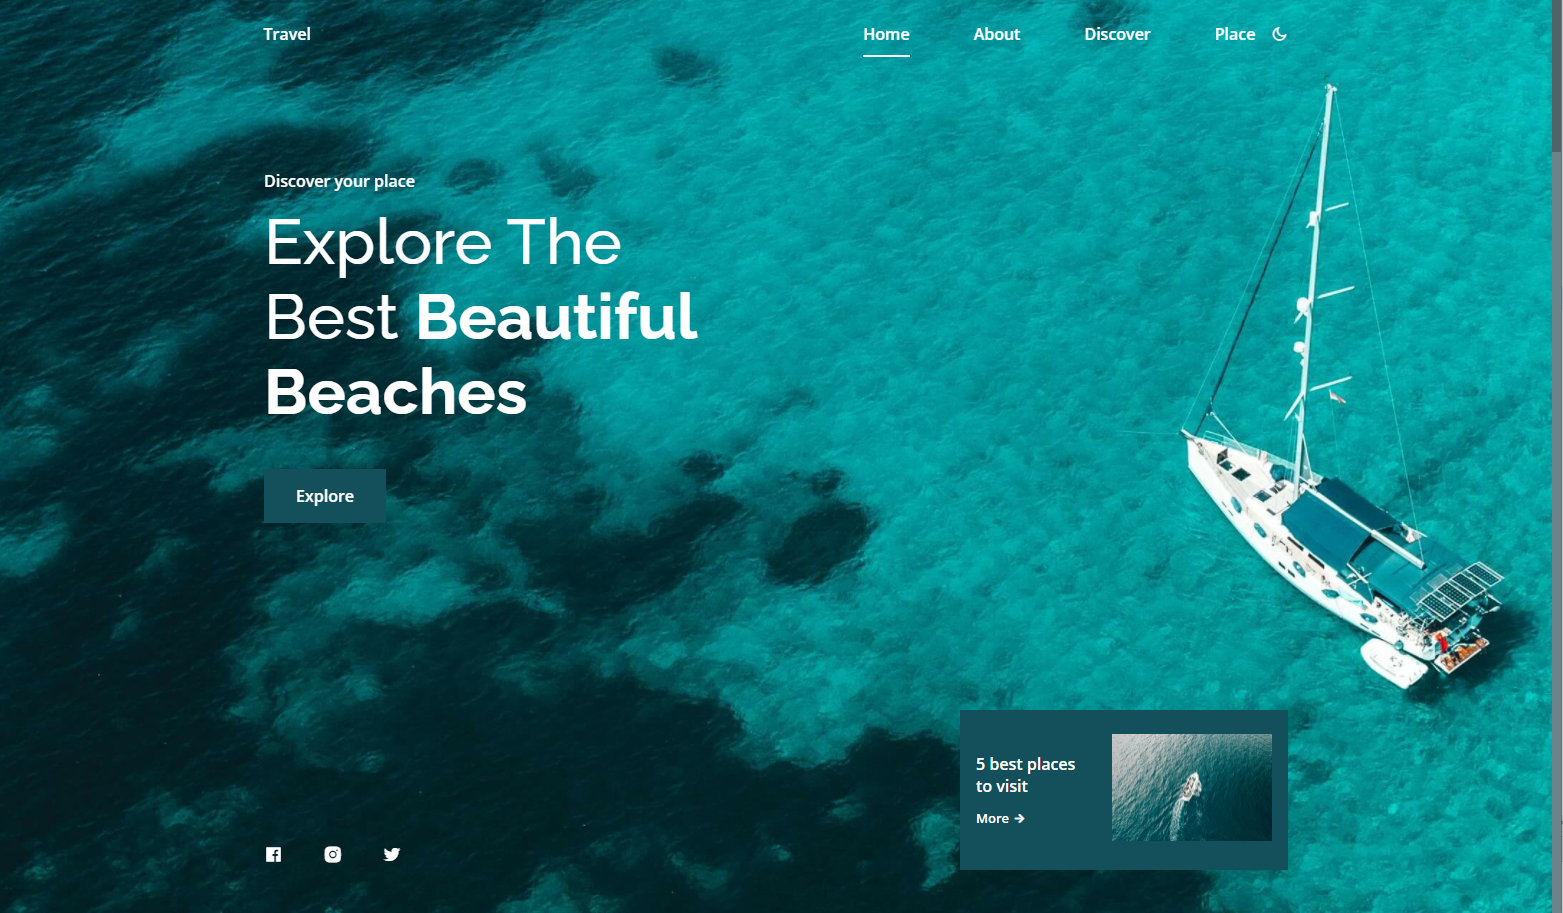 Travel
Home
About
Discover
Place
Discover your place
Explore The
Best Beautiful
Beaches
Explore
5 best places
to visit
More